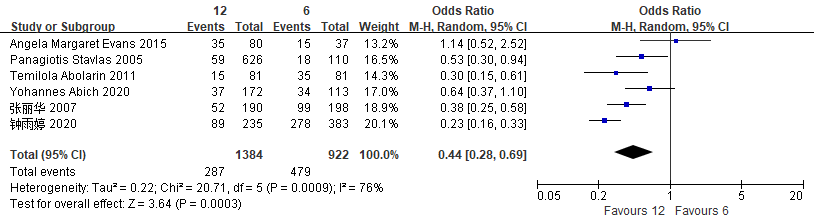 12 6 Odds Ratio Odds Ratio
Study or Subgroup Events Total Events Total Weight M-H, Random, 95% CI M-H, Random, 95% CI
Angela Margaret Evans 2015 35 80 15 37 13.2% 1.14 [0.52, 2.52]
Panagiotis Stavlas 2005 59 626 18 110 16.5% 0.53 [0.30, 0.94]
Temilola Abolarin 2011 15 81 35 81 15.2% 0.30 [0.15, 0.61]
Yohannes Abich 2020 37 172 34 113 16.2% 0.64 [0.37, 1.10]
张丽华 2007 52 190 99 198 18.9% 0.38 [0.25, 0.58]
钟雨婷 2020 89 235 278 383 20.1% 0.23 [0.16, 0.33]
Total (95% CI) 1384 922 100.0% 0.44 [0.28, 0.69]
Total events 287 479
Heterogeneity: Tau² = 0.22; Chi² = 20.71, df = 5 (P = 0.0009); I² = 76%
Test for overall effect: Z = 3.64 (P = 0.0003)
0.05 0.2 1 5 20
Favours 12 Favours 6